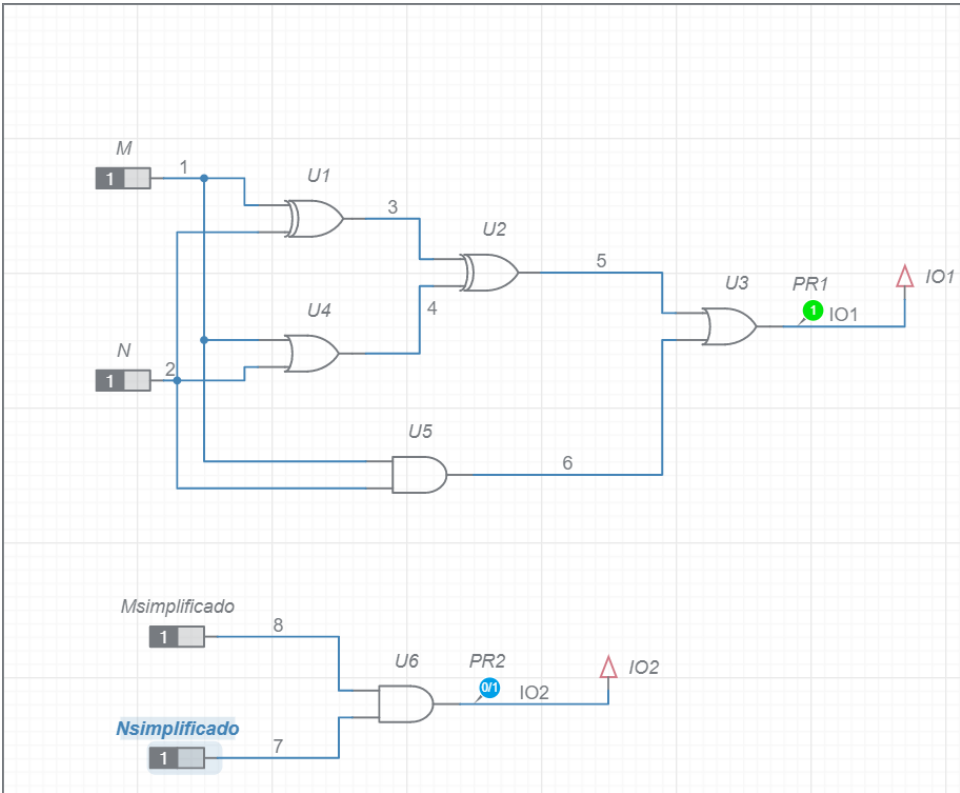 M
1
1
U1
3
U2
5
U3
PR1
1
IO1
IO1
U4
4
N
1
2
U5
6
Msimplificado
1
8
U6
PR2
0/1
IO2
IO2
Nsimplificado
1
7